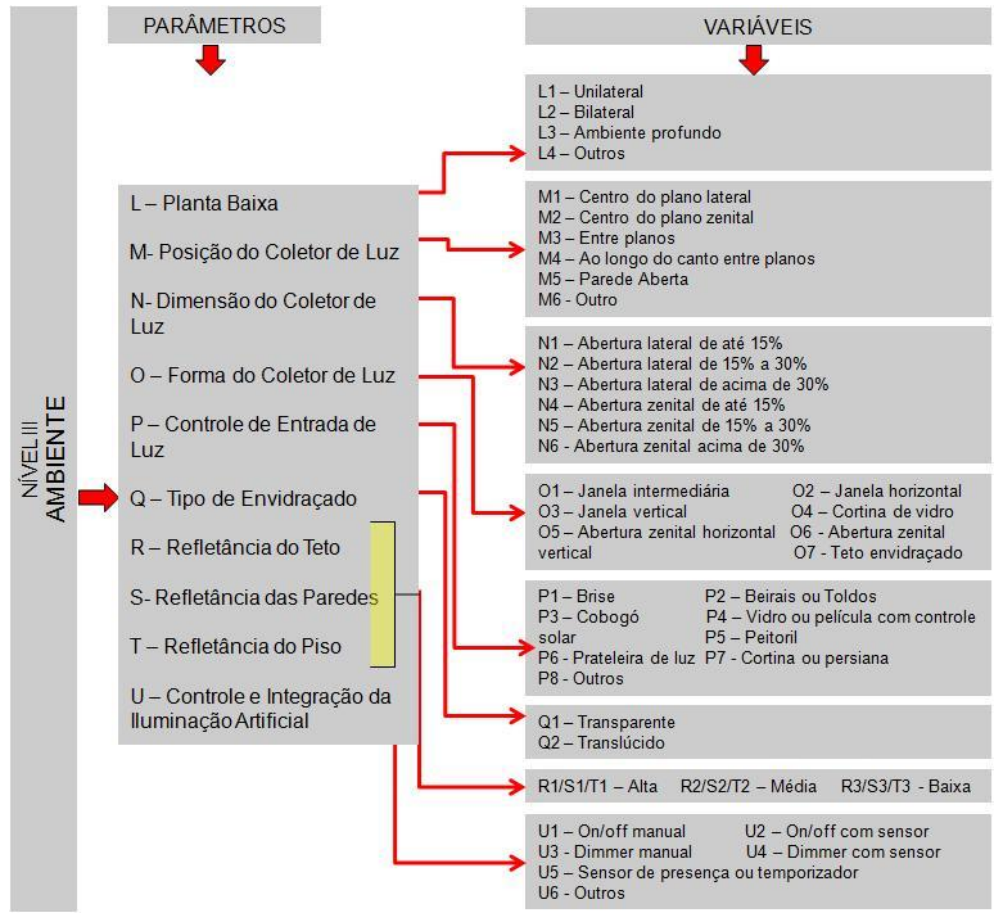 PARÂMETROS
VARIÁVEIS
NÍVEL III
AMBIENTE
L – Planta Baixa
M- Posição do Coletor de Luz
N- Dimensão do Coletor de
Luz
O – Forma do Coletor de Luz
P – Controle de Entrada de
Luz
Q – Tipo de Envidraçado
R – Refletância do Teto
S- Refletância das Paredes
T – Refletância do Piso
U – Controle e Integração da
Iluminação Artificial
L1 – Unilateral
L2 – Bilateral
L3 – Ambiente profundo
L4 – Outros
M1 – Centro do plano lateral
M2 – Centro do plano zenital
M3 – Entre planos
M4 – Ao longo do canto entre planos
M5 – Parede Aberta
M6 - Outro
N1 – Abertura lateral de até 15%
N2 – Abertura lateral de 15% a 30%
N3 – Abertura lateral de acima de 30%
N4 – Abertura zenital de até 15%
N5 – Abertura zenital de 15% a 30%
N6 - Abertura zenital acima de 30%
O1 – Janela intermediária O2 – Janela horizontal
O3 – Janela vertical O4 – Cortina de vidro
O5 – Abertura zenital horizontal O6 - Abertura zenital
vertical O7 - Teto envidraçado
P1 – Brise P2 – Beirais ou Toldos
P3 – Cobogó P4 – Vidro ou película com controle
solar P5 – Peitoril
P6 - Prateleira de luz P7 - Cortina ou persiana
P8 - Outros
Q1 – Transparente
Q2 – Translúcido
R1/S1/T1 – Alta R2/S2/T2 – Média R3/S3/T3 - Baixa
U1 – On/off manual U2 – On/off com sensor
U3 - Dimmer manual U4 – Dimmer com sensor
U5 – Sensor de presença ou temporizador
U6 - Outros